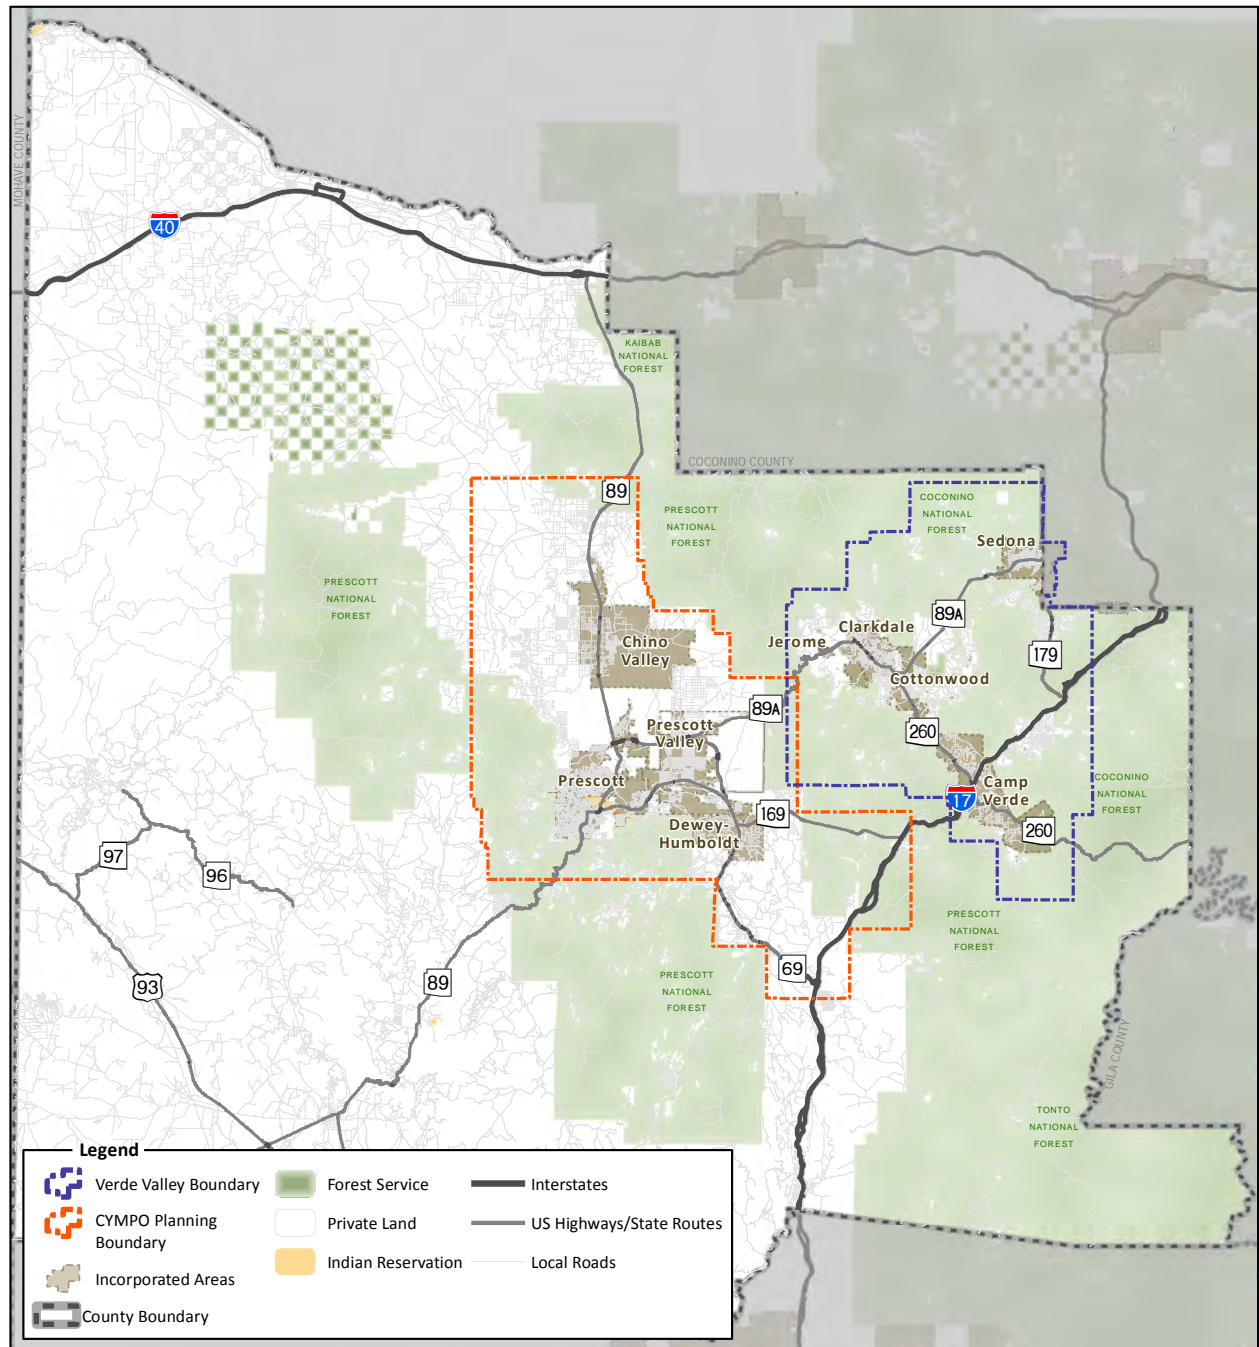 MOHAVE COUNTY
40
KAIBAB
NATIONAL
FOREST
COCONINO COUNTY
89
PRESCOTT
NATIONAL
FOREST
COCONINO
NATIONAL
FOREST
Sedona
PRESCOTT
NATIONAL
FOREST
89A
Clarkdale
Jerome
Chino
Valley
179
Cottonwood
89A
Prescott
Valley
260
Prescott
Camp
Verde
17
COCONINO
NATIONAL
FOREST
169
Dewey-
Humboldt
260
97
96
PRESCOTT
NATIONAL
FOREST
69
PRESCOTT
NATIONAL
FOREST
93
89
GILA COUNTY
TONTO
NATIONAL
FOREST
Legend
Verde Valley Boundary
Forest Service
Interstates
CYMPO Planning
Boundary
Private Land
US Highways/State Routes
Indian Reservation
Local Roads
Incorporated Areas
County Boundary